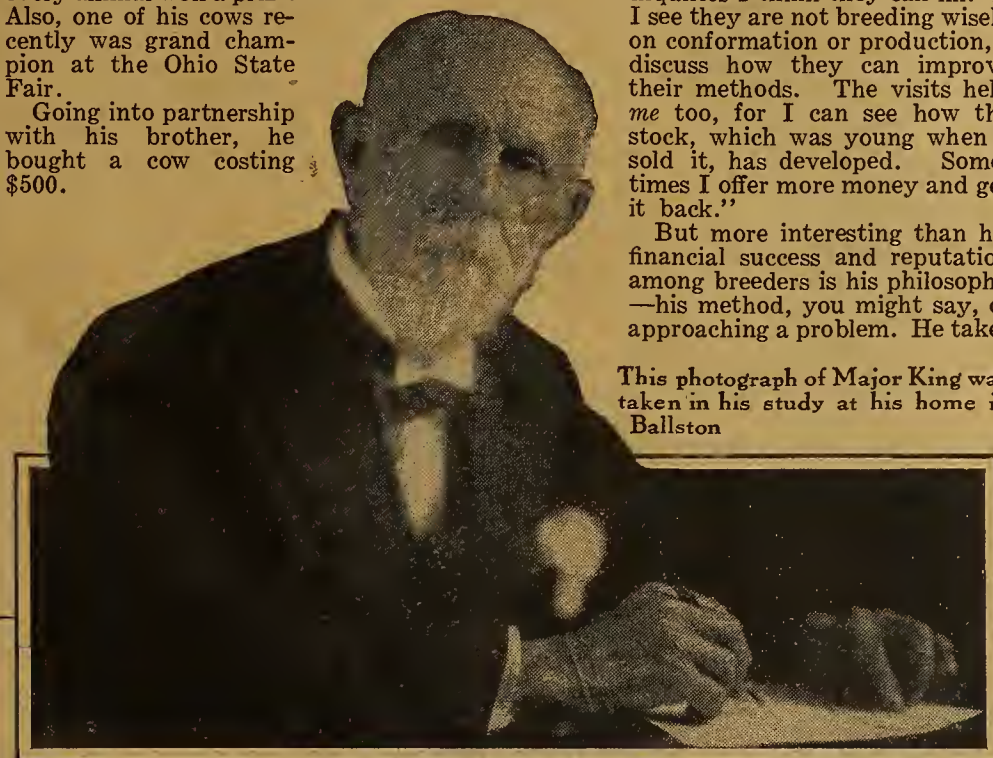 Also, one of his cows re-
cently was grand cham-
pion at the Ohio State
Fair.
Going into partnership
with his brother, he
bought a cow costing
$500.
I see they are not breeding wisel
on conformation or production,
discuss how they can improv
their methods. The visits hel
me too, for I can see how th
stock, which was young when
sold it, has developed. Some
times I offer more money and ge
it back."
But more interesting than h
financial success and reputatio
among breeders is his philosoph
—his method, you might say, o
approaching a problem. He take
This photograph of Major King wa
taken in his study at his home i
Ballston